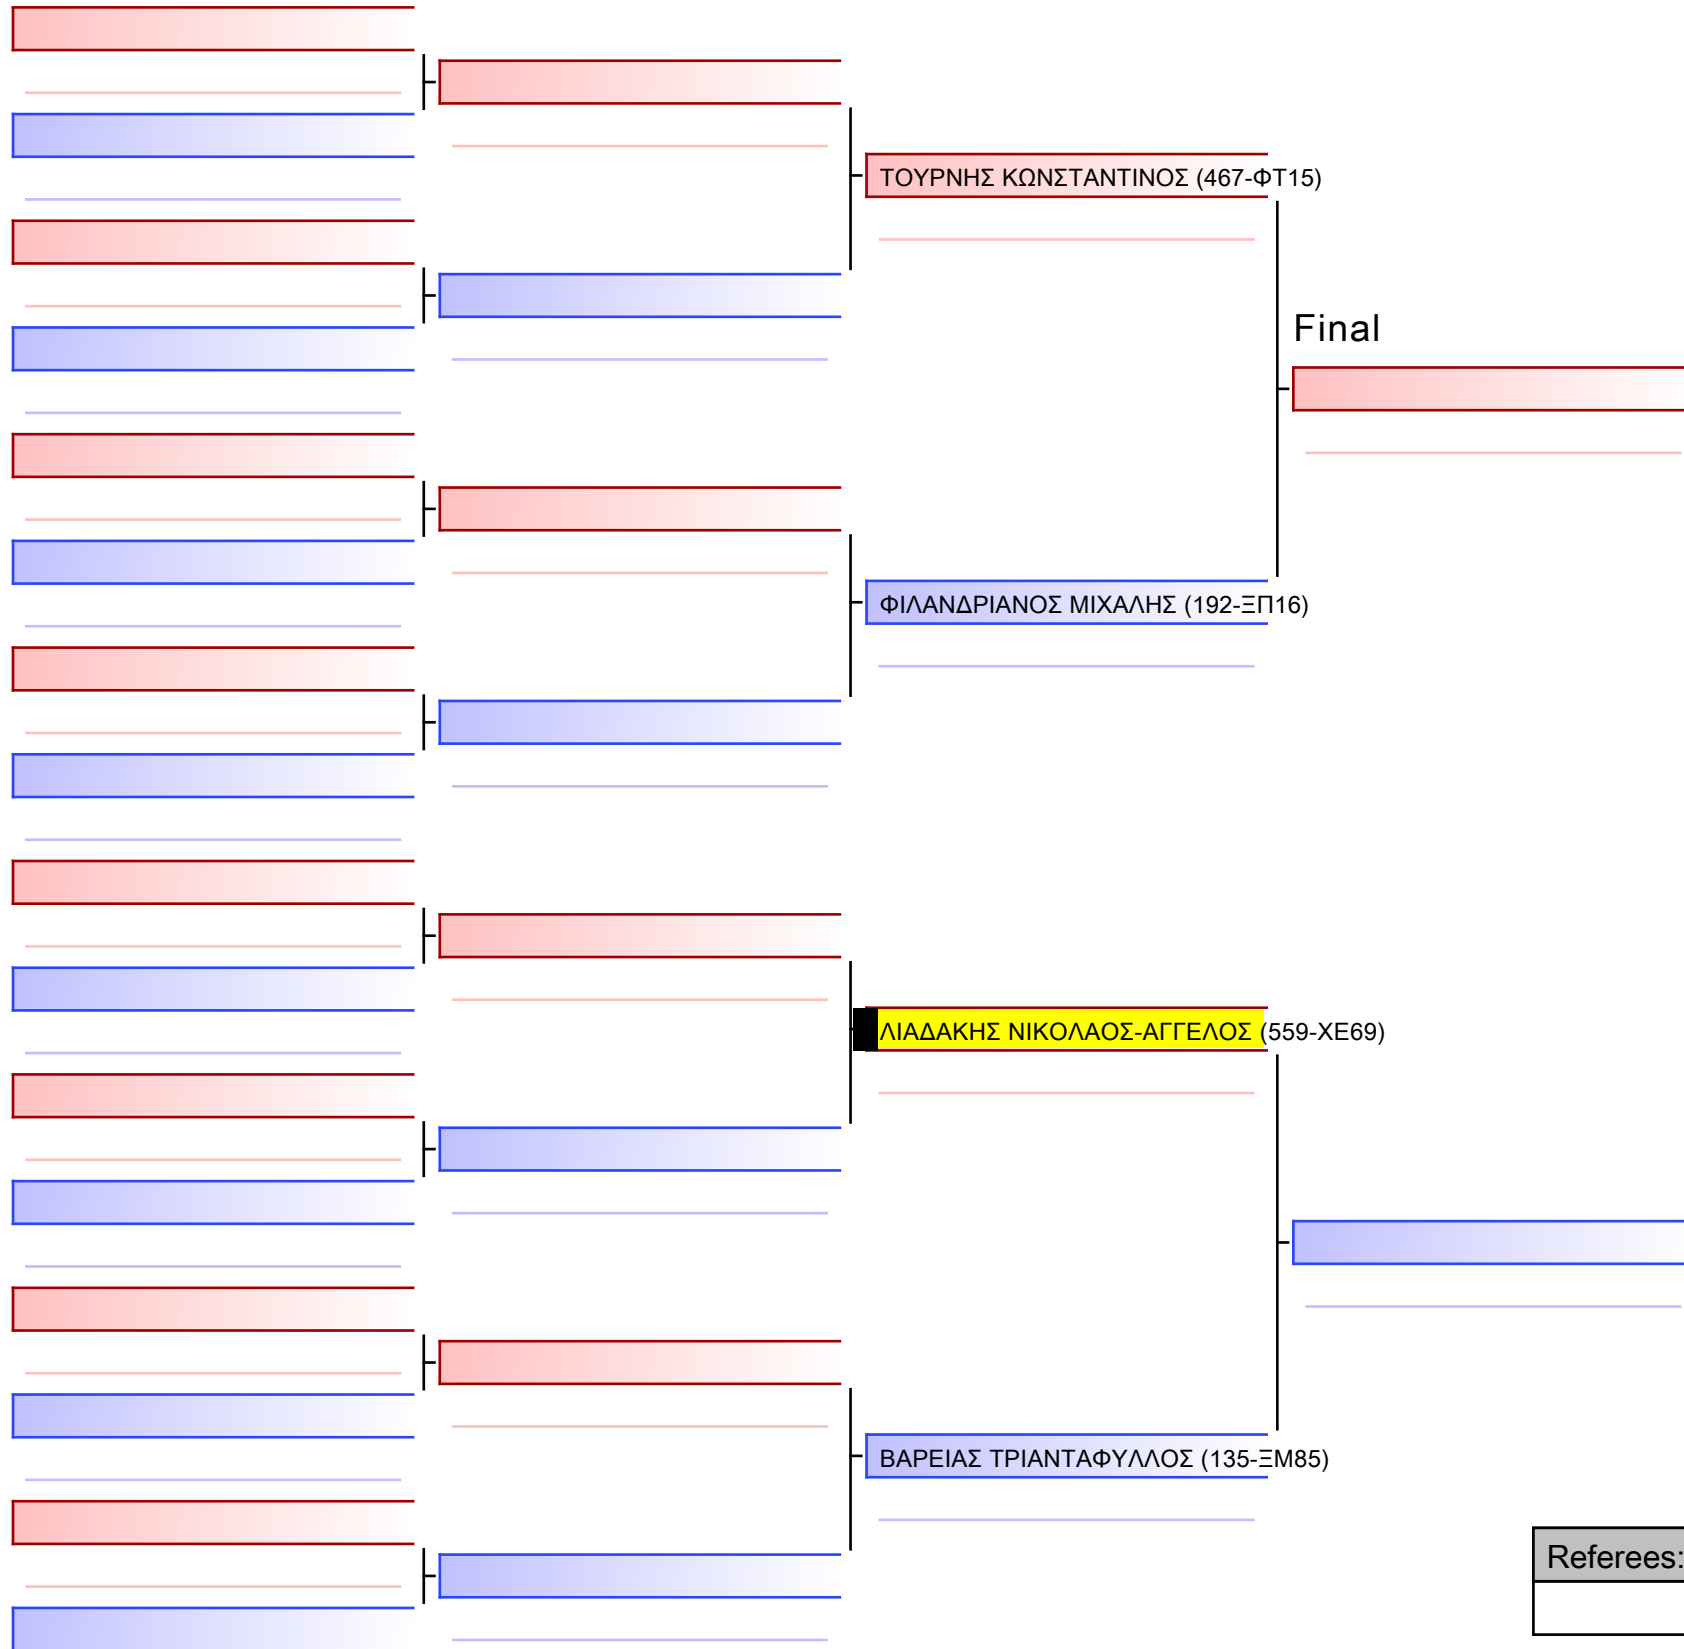 ΤΟΥΡΝΗΣ ΚΩΝΣΤΑΝΤΙΝΟΣ (467-ΦΤ15)
Final
ΦΙΛΑΝΔΡΙΑΝΟΣ ΜΙΧΑΛΗΣ (192-ΞΠ16)
ΛΙΑΔΑΚΗΣ ΝΙΚΟΛΑΟΣ-ΑΓΓΕΛΟΣ (559-ΧΕ69)
ΒΑΡΕΙΑΣ ΤΡΙΑΝΤΑΦΥΛΛΟΣ (135-ΞΜ85)
Referees: